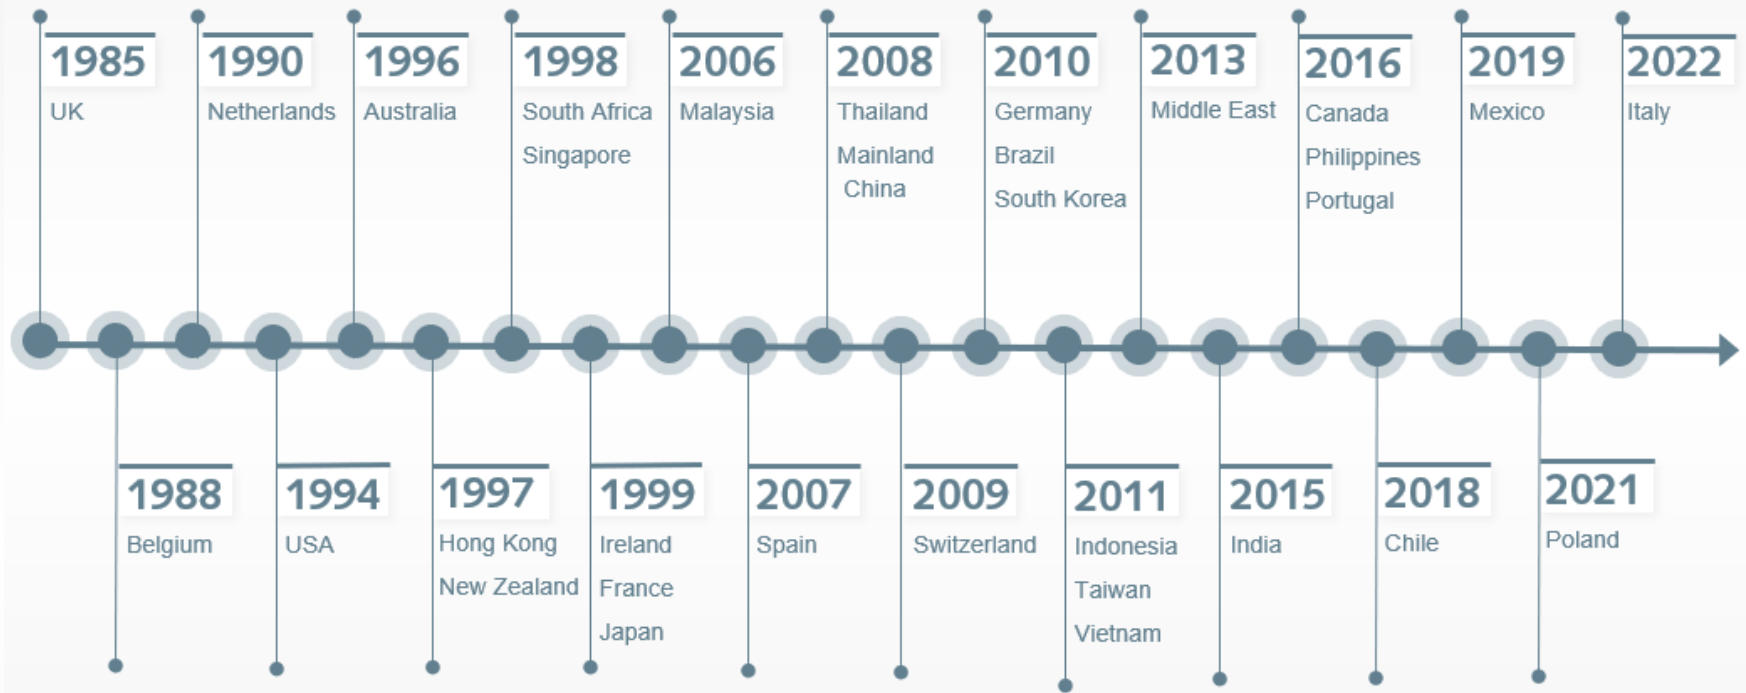 1985
UK
1990
Netherlands
1996
Australia
1998
South Africa
Singapore
2006
Malaysia
2008
Thailand
Mainland
China
2010
Germany
Brazil
South Korea
2013
Middle East
2016
Canada
Philippines
Portugal
2019
Mexico
2022
Italy
1988
Belgium
1994
USA
1997
Hong Kong
New Zealand
1999
Ireland
France
Japan
2007
Spain
2009
Switzerland
2011
Indonesia
Taiwan
Vietnam
2015
India
2018
Chile
2021
Poland